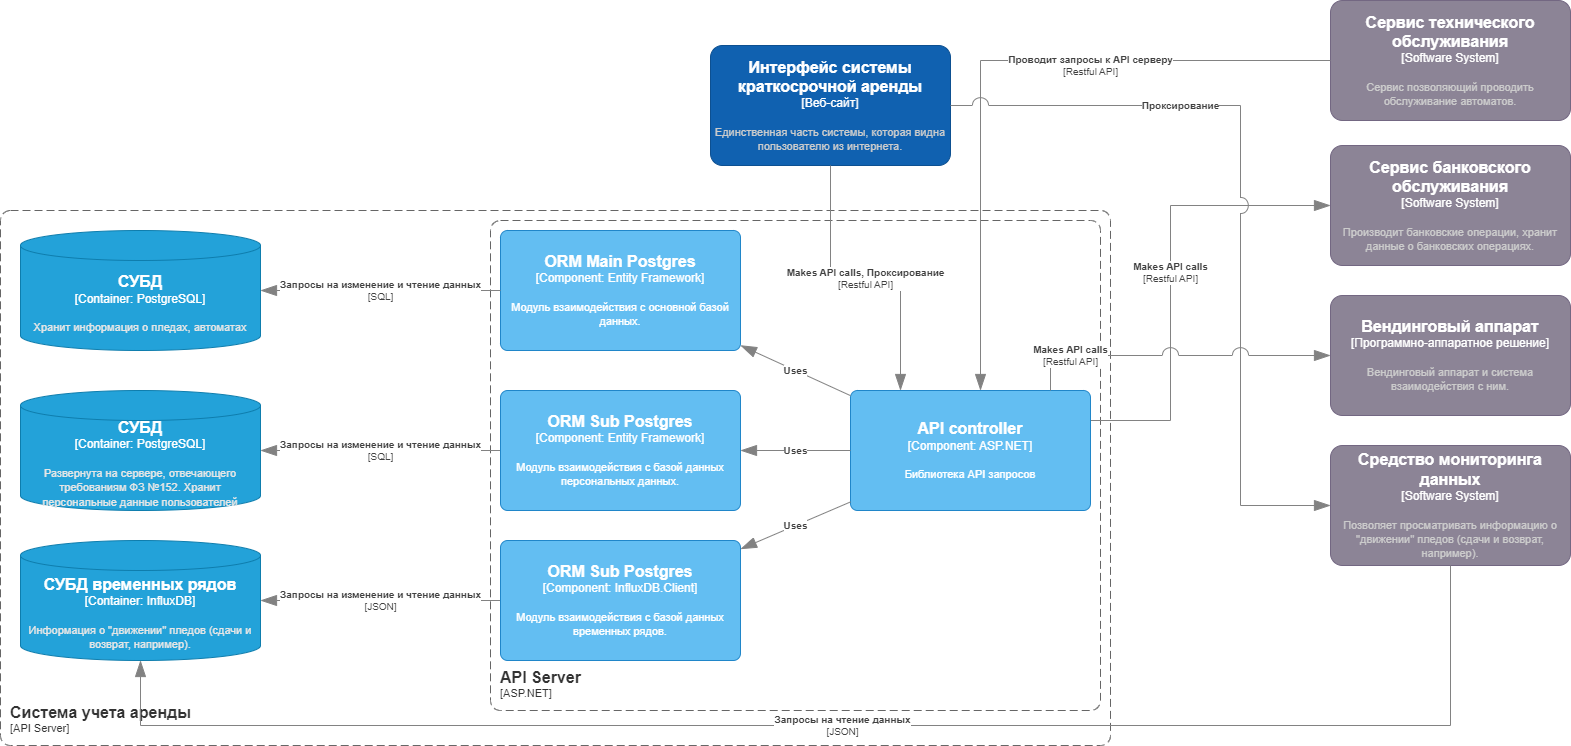 Сервис технического
обслуживания
[Software System]
Сервис позволяющий проводить
обслуживание автоматов.
Проводит запросы к API серверу
[Restful API]
Интерфейс системы
краткосрочной аренды
[Веб-сайт]
Единственная часть системы, которая видна
пользователю из интернета.
Проксирование
Сервис банковского
обслуживания
[Software System]
Производит банковские операции, хранит
данные о банковских операциях.
Makes API calls, Проксирование
[Restful API]
Makes API calls
[Restful API]
СУБД
[Container: PostgreSQL]
Хранит информация о пледах, автоматах
Запросы на изменение и чтение данных
[SQL]
ORM Main Postgres
[Component: Entity Framework]
Модуль взаимодействия с основной базой
данных.
Makes API calls
[Restful API]
Вендинговый аппарат
[Программно-аппаратное решение]
Вендинговый аппарат и система
взаимодействия с ним.
Uses
СУБД
[Container: PostgreSQL]
Развернута на сервере, отвечающего
требованиям ФЗ №152. Хранит
персональные данные пользователей.
Запросы на изменение и чтение данных
[SQL]
ORM Sub Postgres
[Component: Entity Framework]
Модуль взаимодействия с базой данных
персональных данных.
Uses
API controller
[Component: ASP.NET]
Библиотека API запросов
Средство мониторинга
данных
[Software System]
Позволяет просматривать информацию о
"движении" пледов (сдачи и возврат,
например).
Uses
СУБД временных рядов
[Container: InfluxDB]
Информация о "движении" пледов (сдачи и
возврат, например).
Запросы на изменение и чтение данных
[JSON]
ORM Sub Postgres
[Component: InfluxDB.Client]
Модуль взаимодействия с базой данных
временных рядов.
API Server
[ASP.NET]
Система учета аренды
[API Server]
Запросы на чтение данных
[JSON]